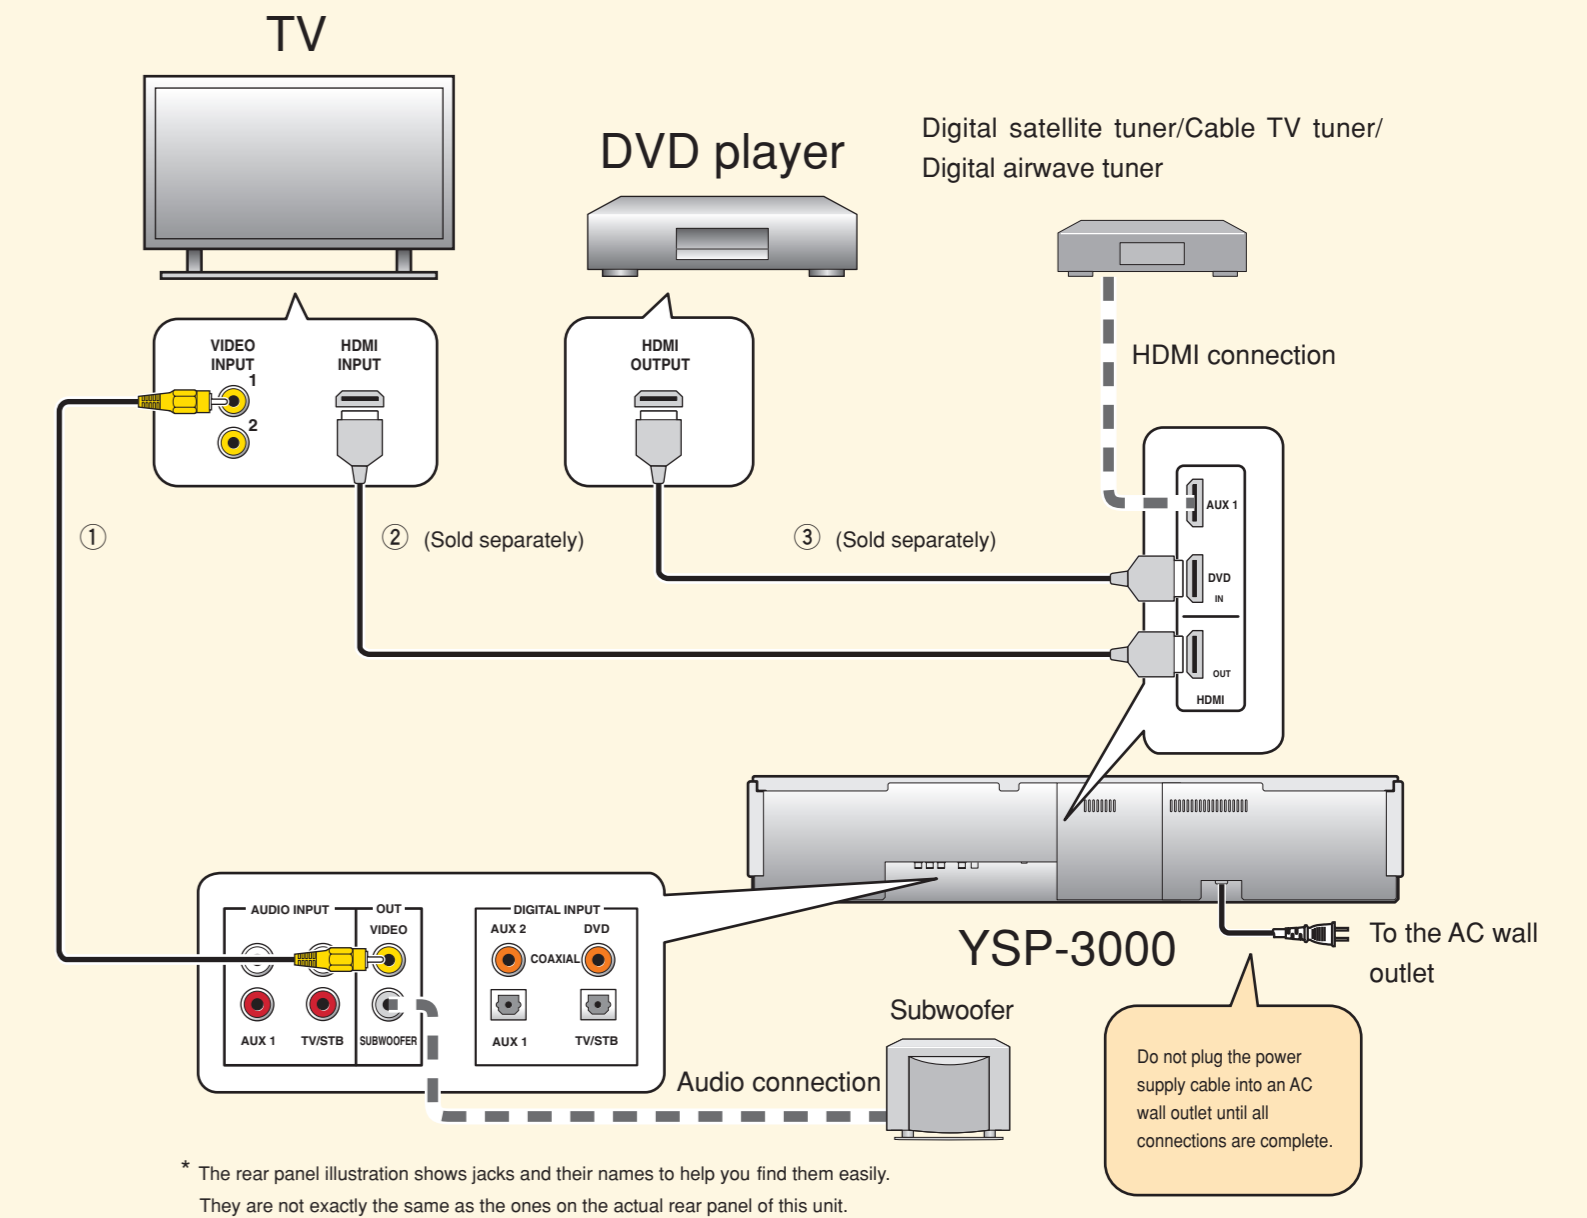 TV
DVD player
Digital satellite tuner/Cable TV tuner/
Digital airwave tuner
VIDEO
INPUT
1
2
HDMI
INPUT
HDMI
OUTPUT
HDMI connection
① 
② (Sold separately)
③ (Sold separately)
AUX 1
DVD
IN
OUT
HDMI
AUDIO INPUT
OUT
VIDEO
AUX 1
TV/STB
SUBWOOFER
DIGITAL INPUT
AUX 2
DVD
COAXIAL
AUX 1
TV/STB
YSP-3000
To the AC wall
outlet
Subwoofer
Audio connection
Do not plug the power
supply cable into an AC
wall outlet until all
connections are complete.
* The rear panel illustration shows jacks and their names to help you find them easily.
They are not exactly the same as the ones on the actual rear panel of this unit.